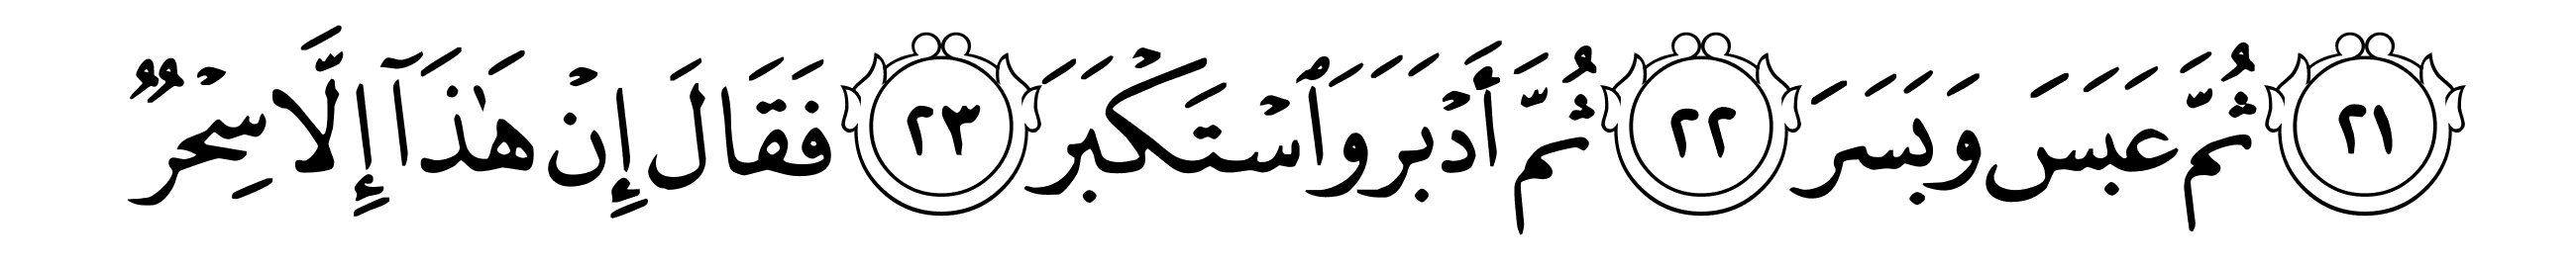 ٢١ ثُمَّ عَبَسَ وَبَسَرَ ٢٢ ثُمَّ أَدْبَرَ وَٱسْتَكْبَرَ ٢٣ فَقَالَ إِنْ هَٰذَآ إِلَّا سِحْرٌ